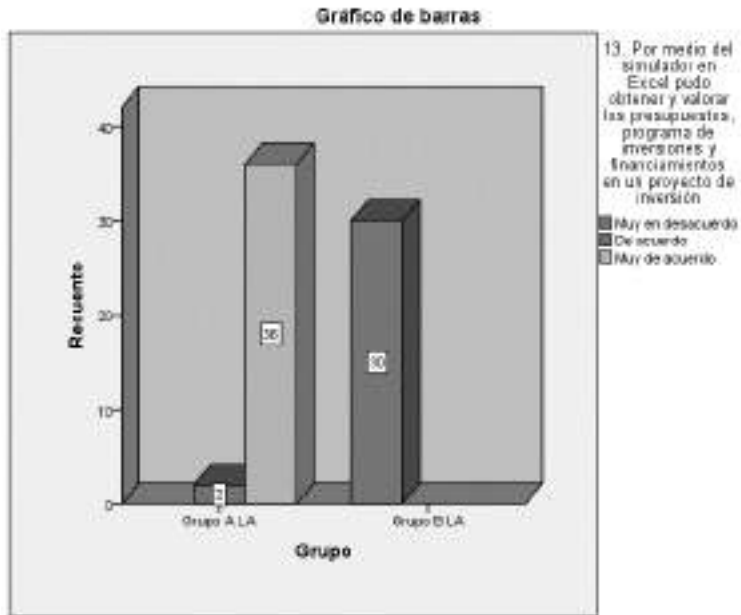 Gráfico de barras
13. Por medio del
simulador en
Excel pudo
obtener y valorar
los presupuestos,
programa de
inversiones y
financiamientos
en un proyecto de
inversión
Muy en desacuerdo
De acuerdo
Muy de acuerdo
Recuento
40
30
20
10
0
36
30
2
Grupo A LA
Grupo B LA
Grupo